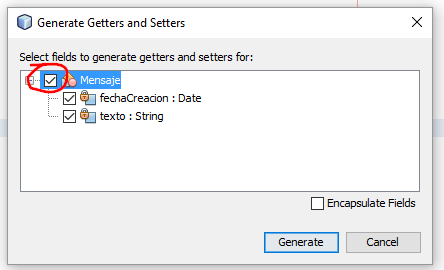 Generate Getters and Setters
Select fields to generate getters and setters for:
Mensaje
fechaCreacion : Date
texto : String
Encapsulate Fields
Generate
Cancel